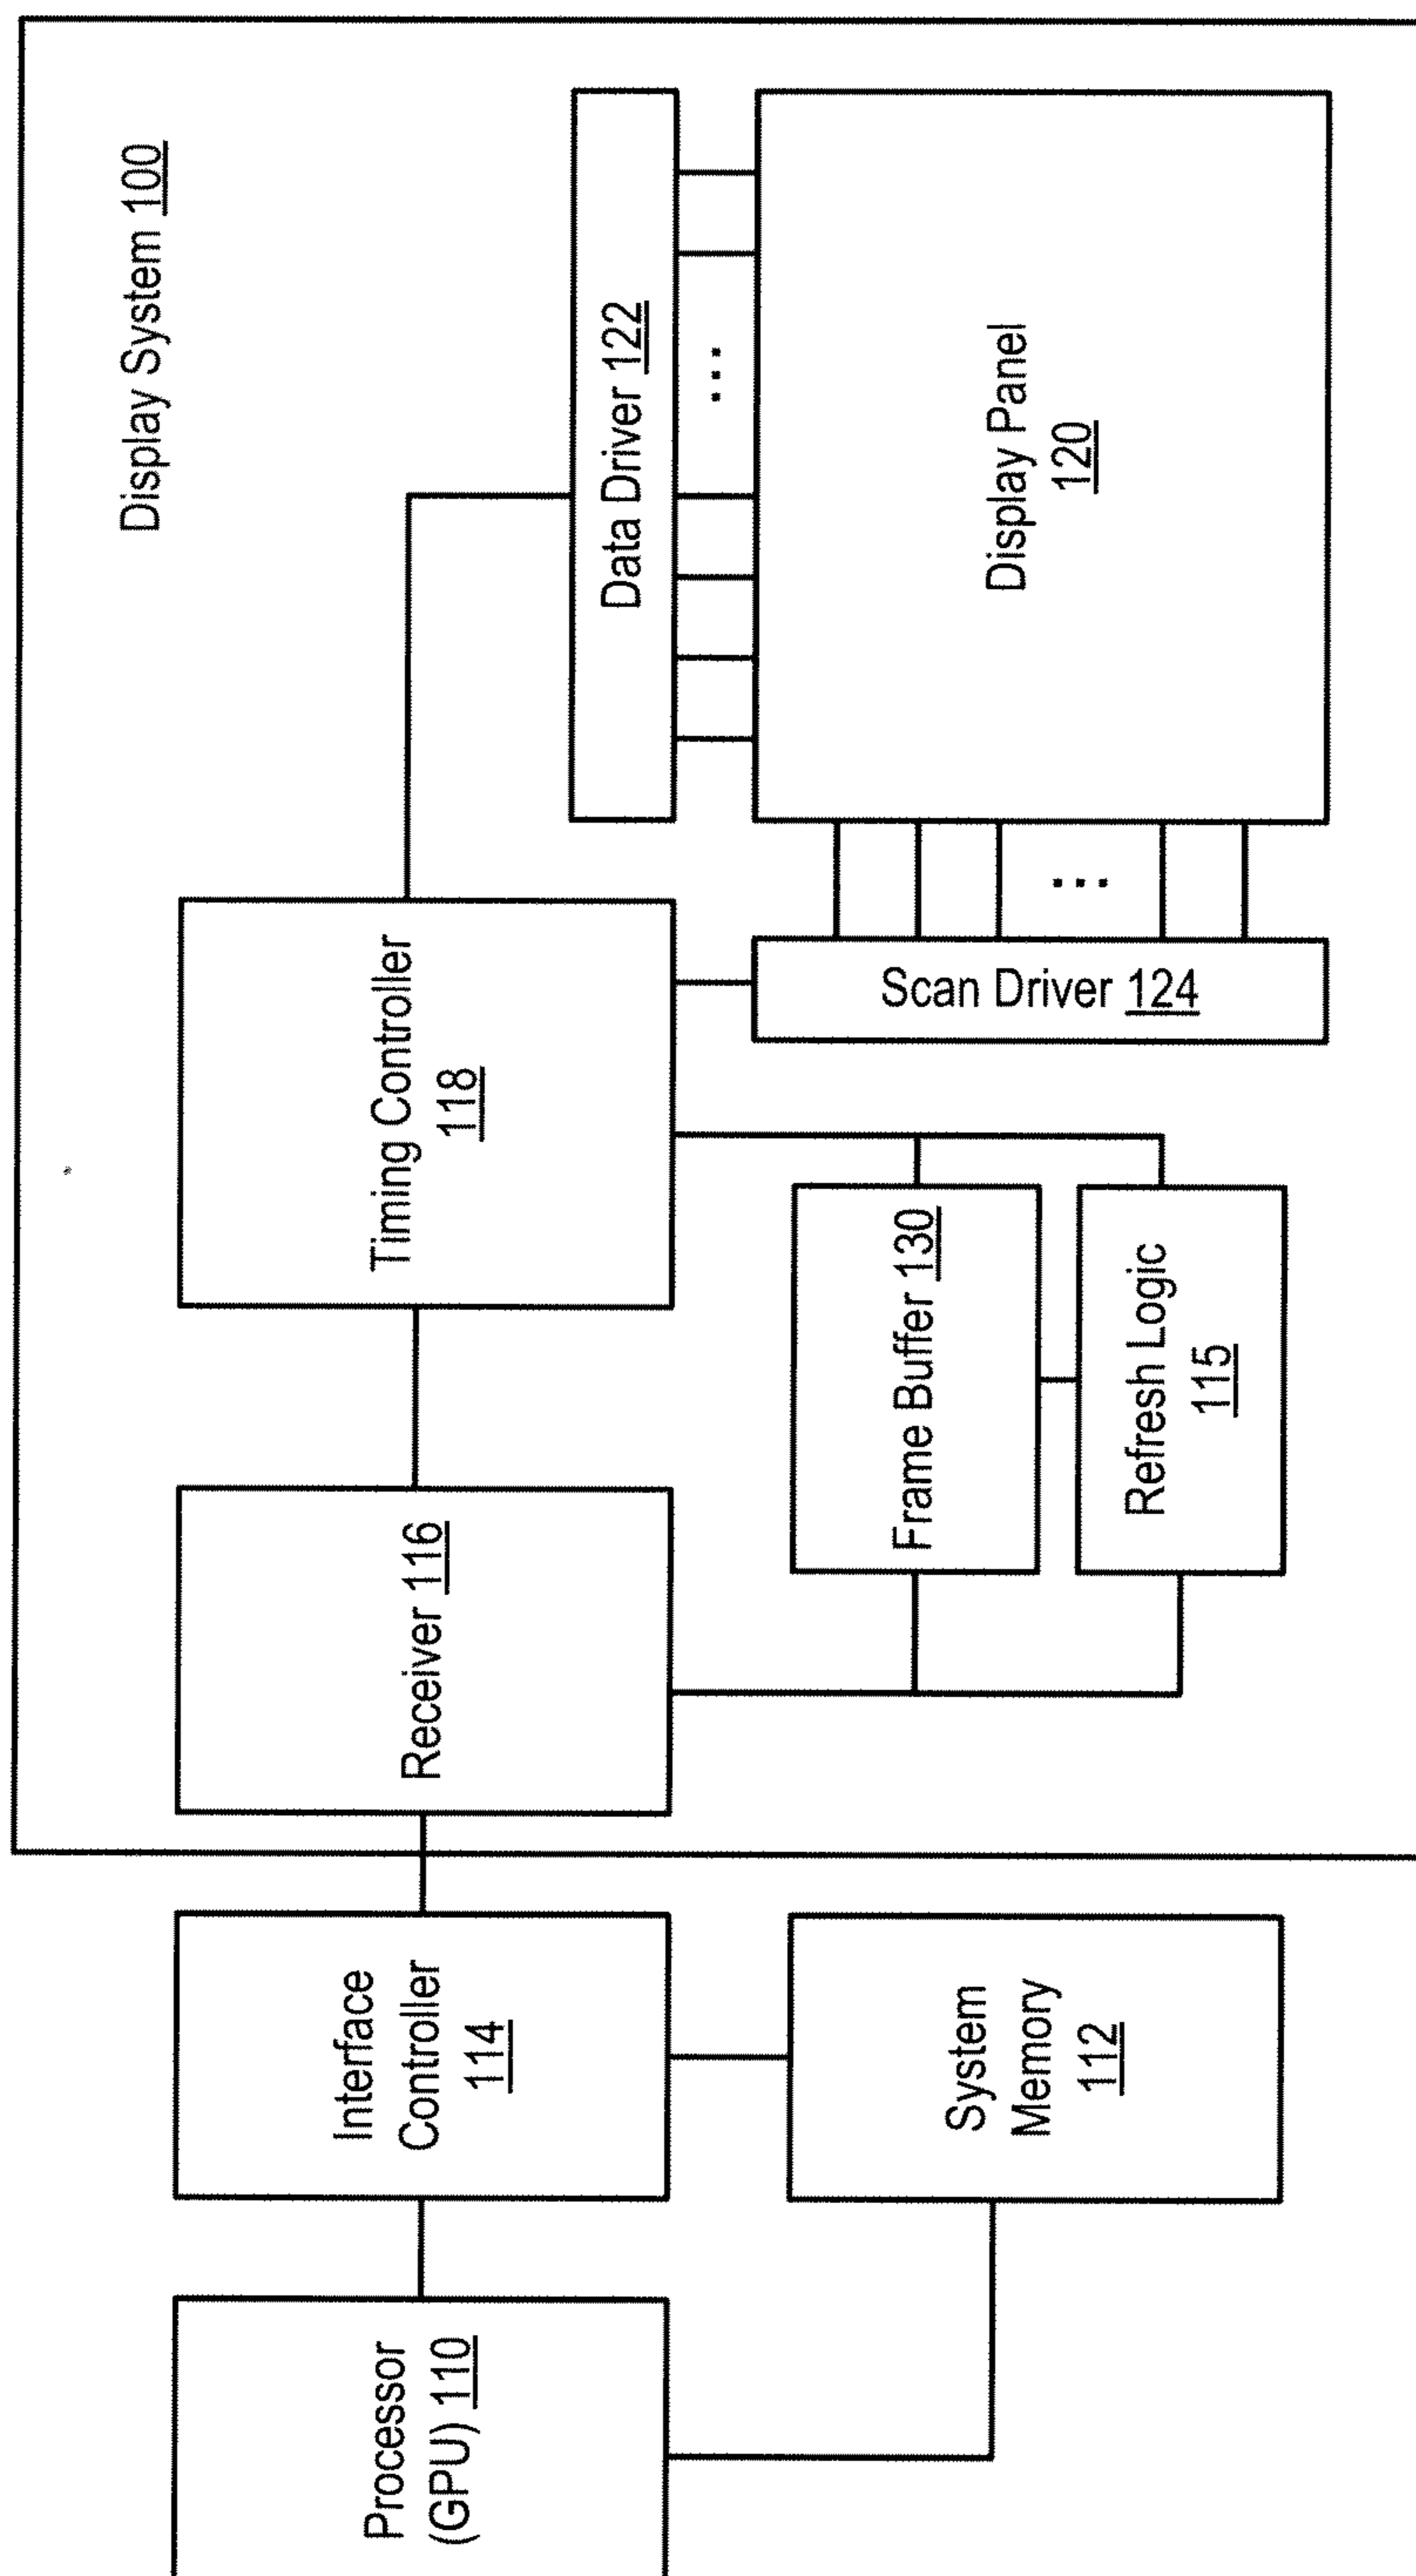 Display System 100
Processor
(GPU) 110
Interface
Controller
114
Receiver 116
Timing Controller
118
Data Driver 122
System
Memory
112
Frame Buffer 130
Refresh Logic
115
Scan Driver 124
Display Panel
120